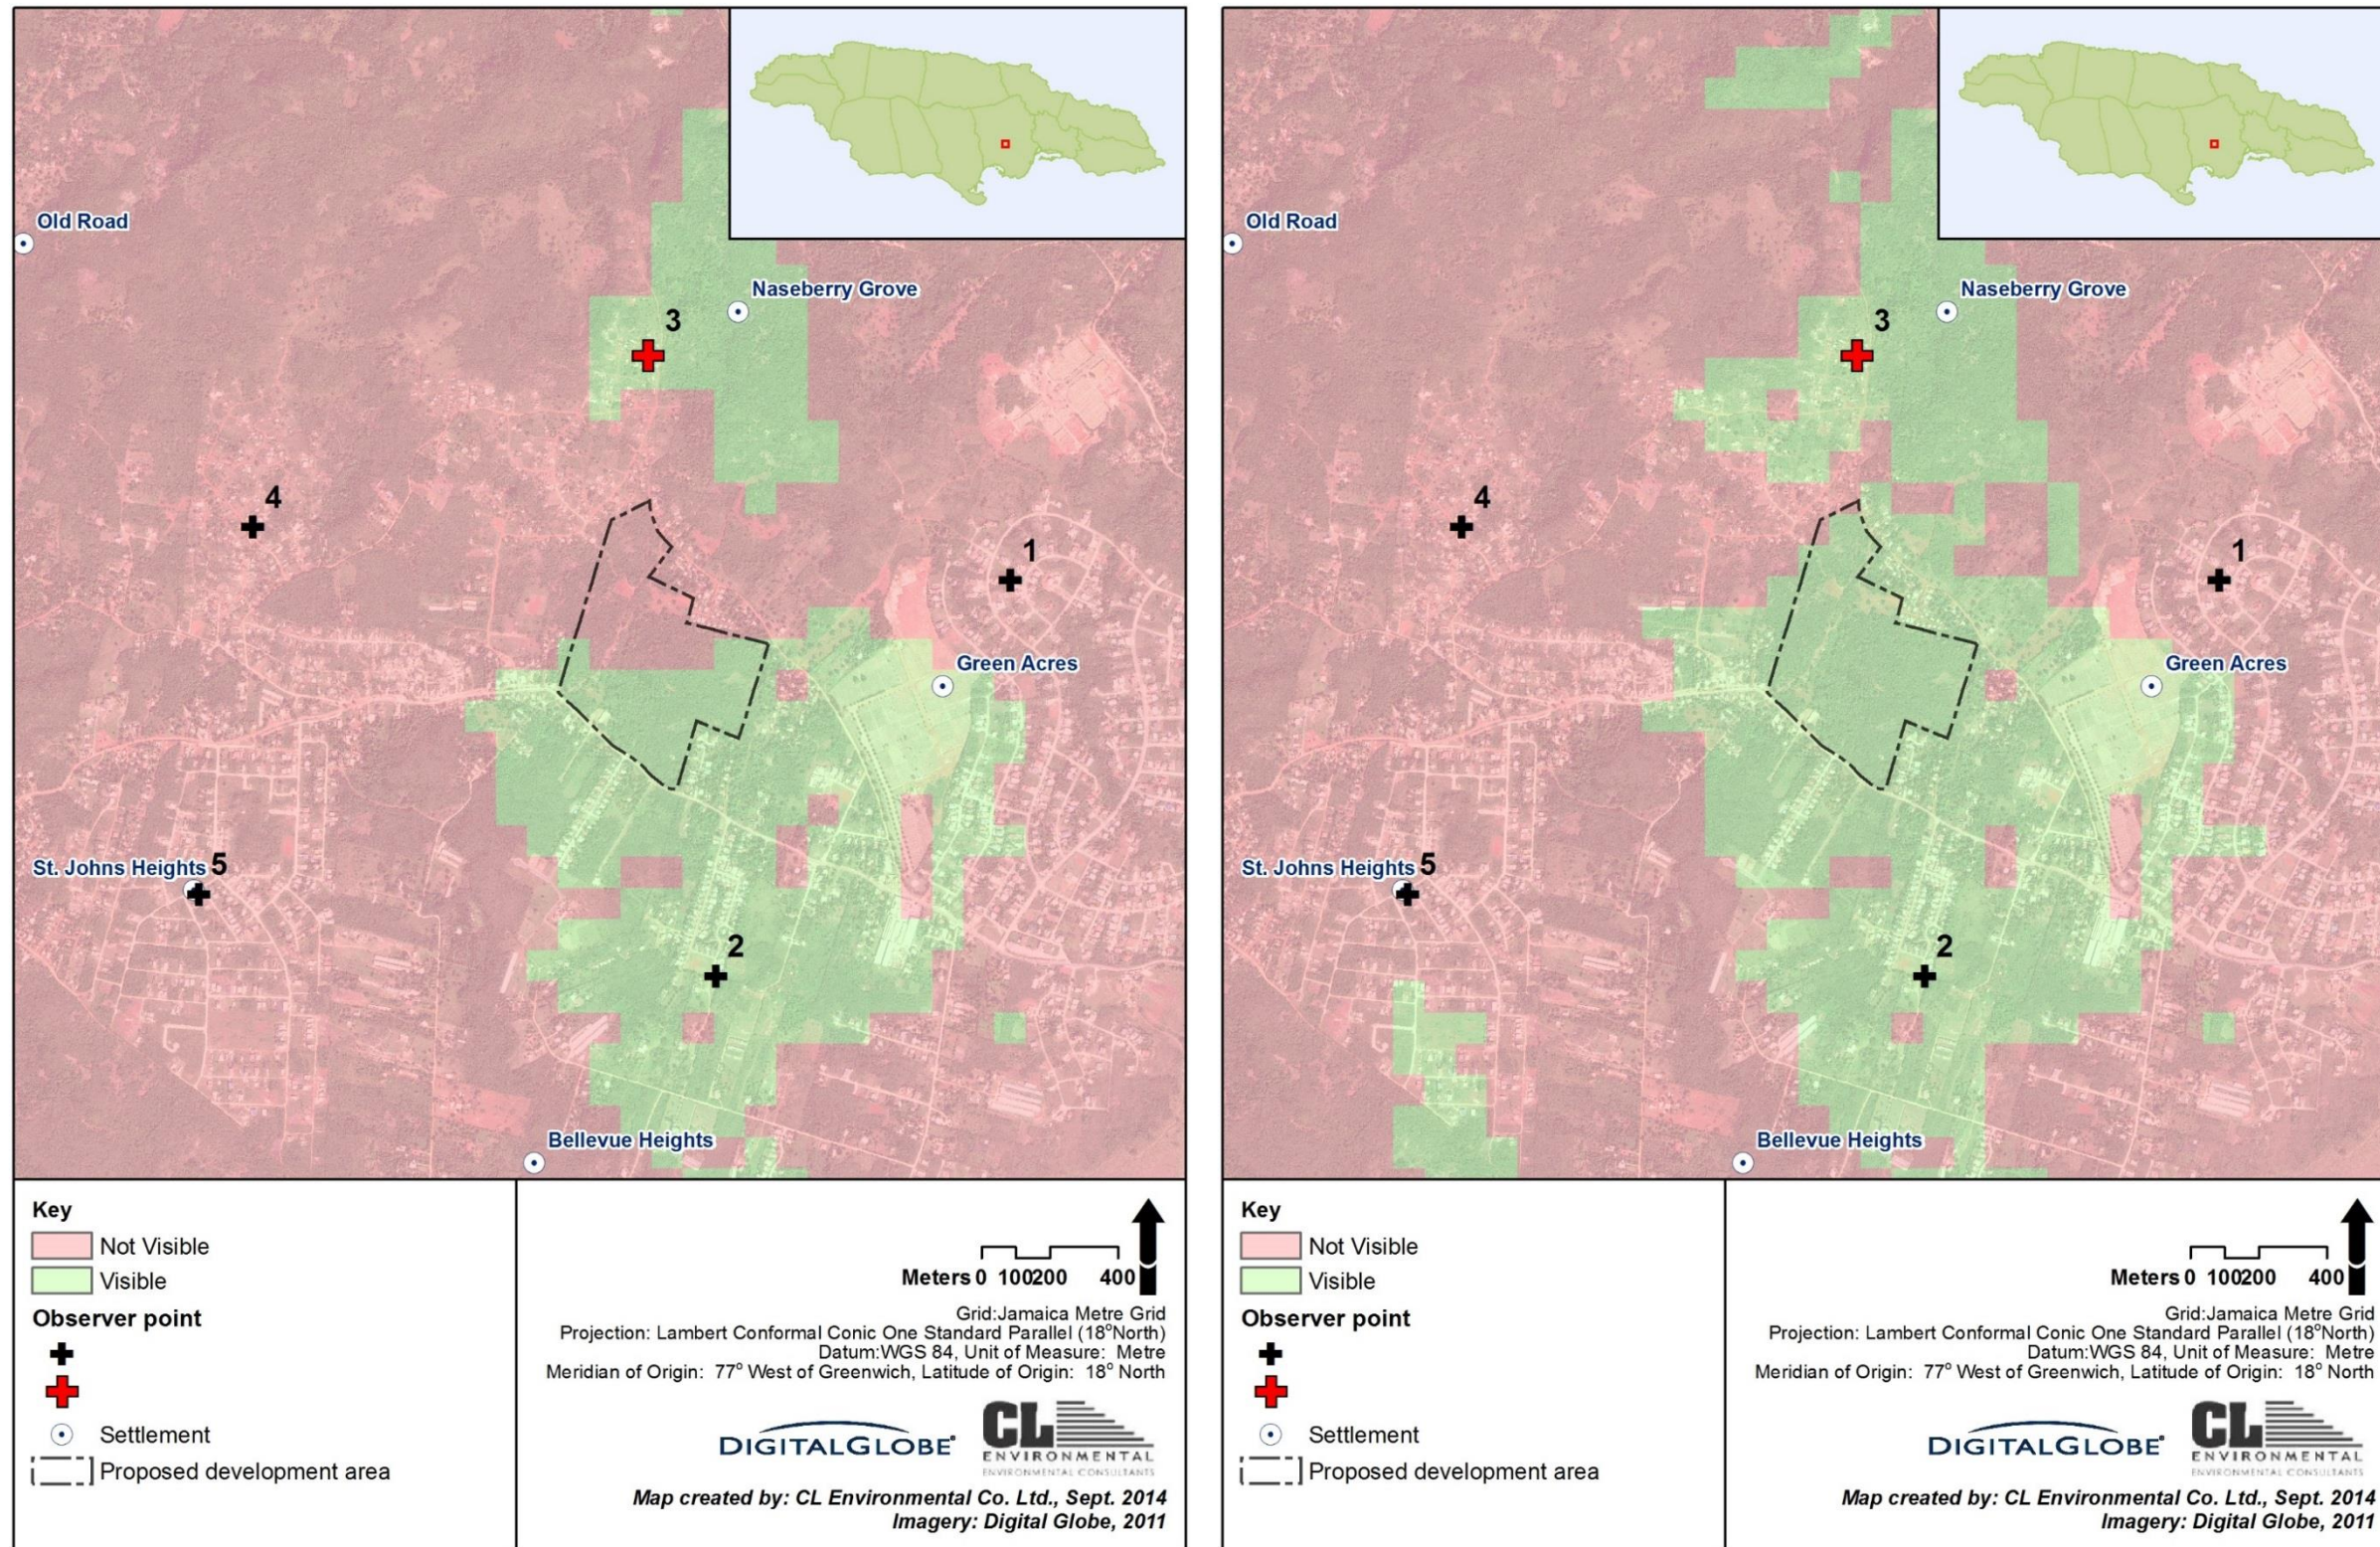 Old Road
Naseberry Grove
3
4
1
Green Acres
St. Johns Heights 5
2
Bellevue Heights
Key
Not Visible
Visible
Observer point
Settlement
Proposed development area
Meters 0 100200 400
Grid:Jamaica Metre Grid
Projection: Lambert Conformal Conic One Standard Parallel (18°North)
Datum:WGS 84, Unit of Measure: Metre
Meridian of Origin: 77° West of Greenwich, Latitude of Origin: 18° North
DIGITALGLOBE
CL
ENVIRONMENTAL
ENVIRONMENTAL CONSULTANTS
Map created by: CL Environmental Co. Ltd., Sept. 2014
Imagery: Digital Globe, 2011
Old Road
Naseberry Grove
3
4
1
Green Acres
St. Johns Heights 5
2
Bellevue Heights
Key
Not Visible
Visible
Observer point
Settlement
Proposed development area
Meters 0 100200 400
Grid:Jamaica Metre Grid
Projection: Lambert Conformal Conic One Standard Parallel (18°North)
Datum:WGS 84, Unit of Measure: Metre
Meridian of Origin: 77° West of Greenwich, Latitude of Origin: 18° North
DIGITALGLOBE
CL
ENVIRONMENTAL
ENVIRONMENTAL CONSULTANTS
Map created by: CL Environmental Co. Ltd., Sept. 2014
Imagery: Digital Globe, 2011